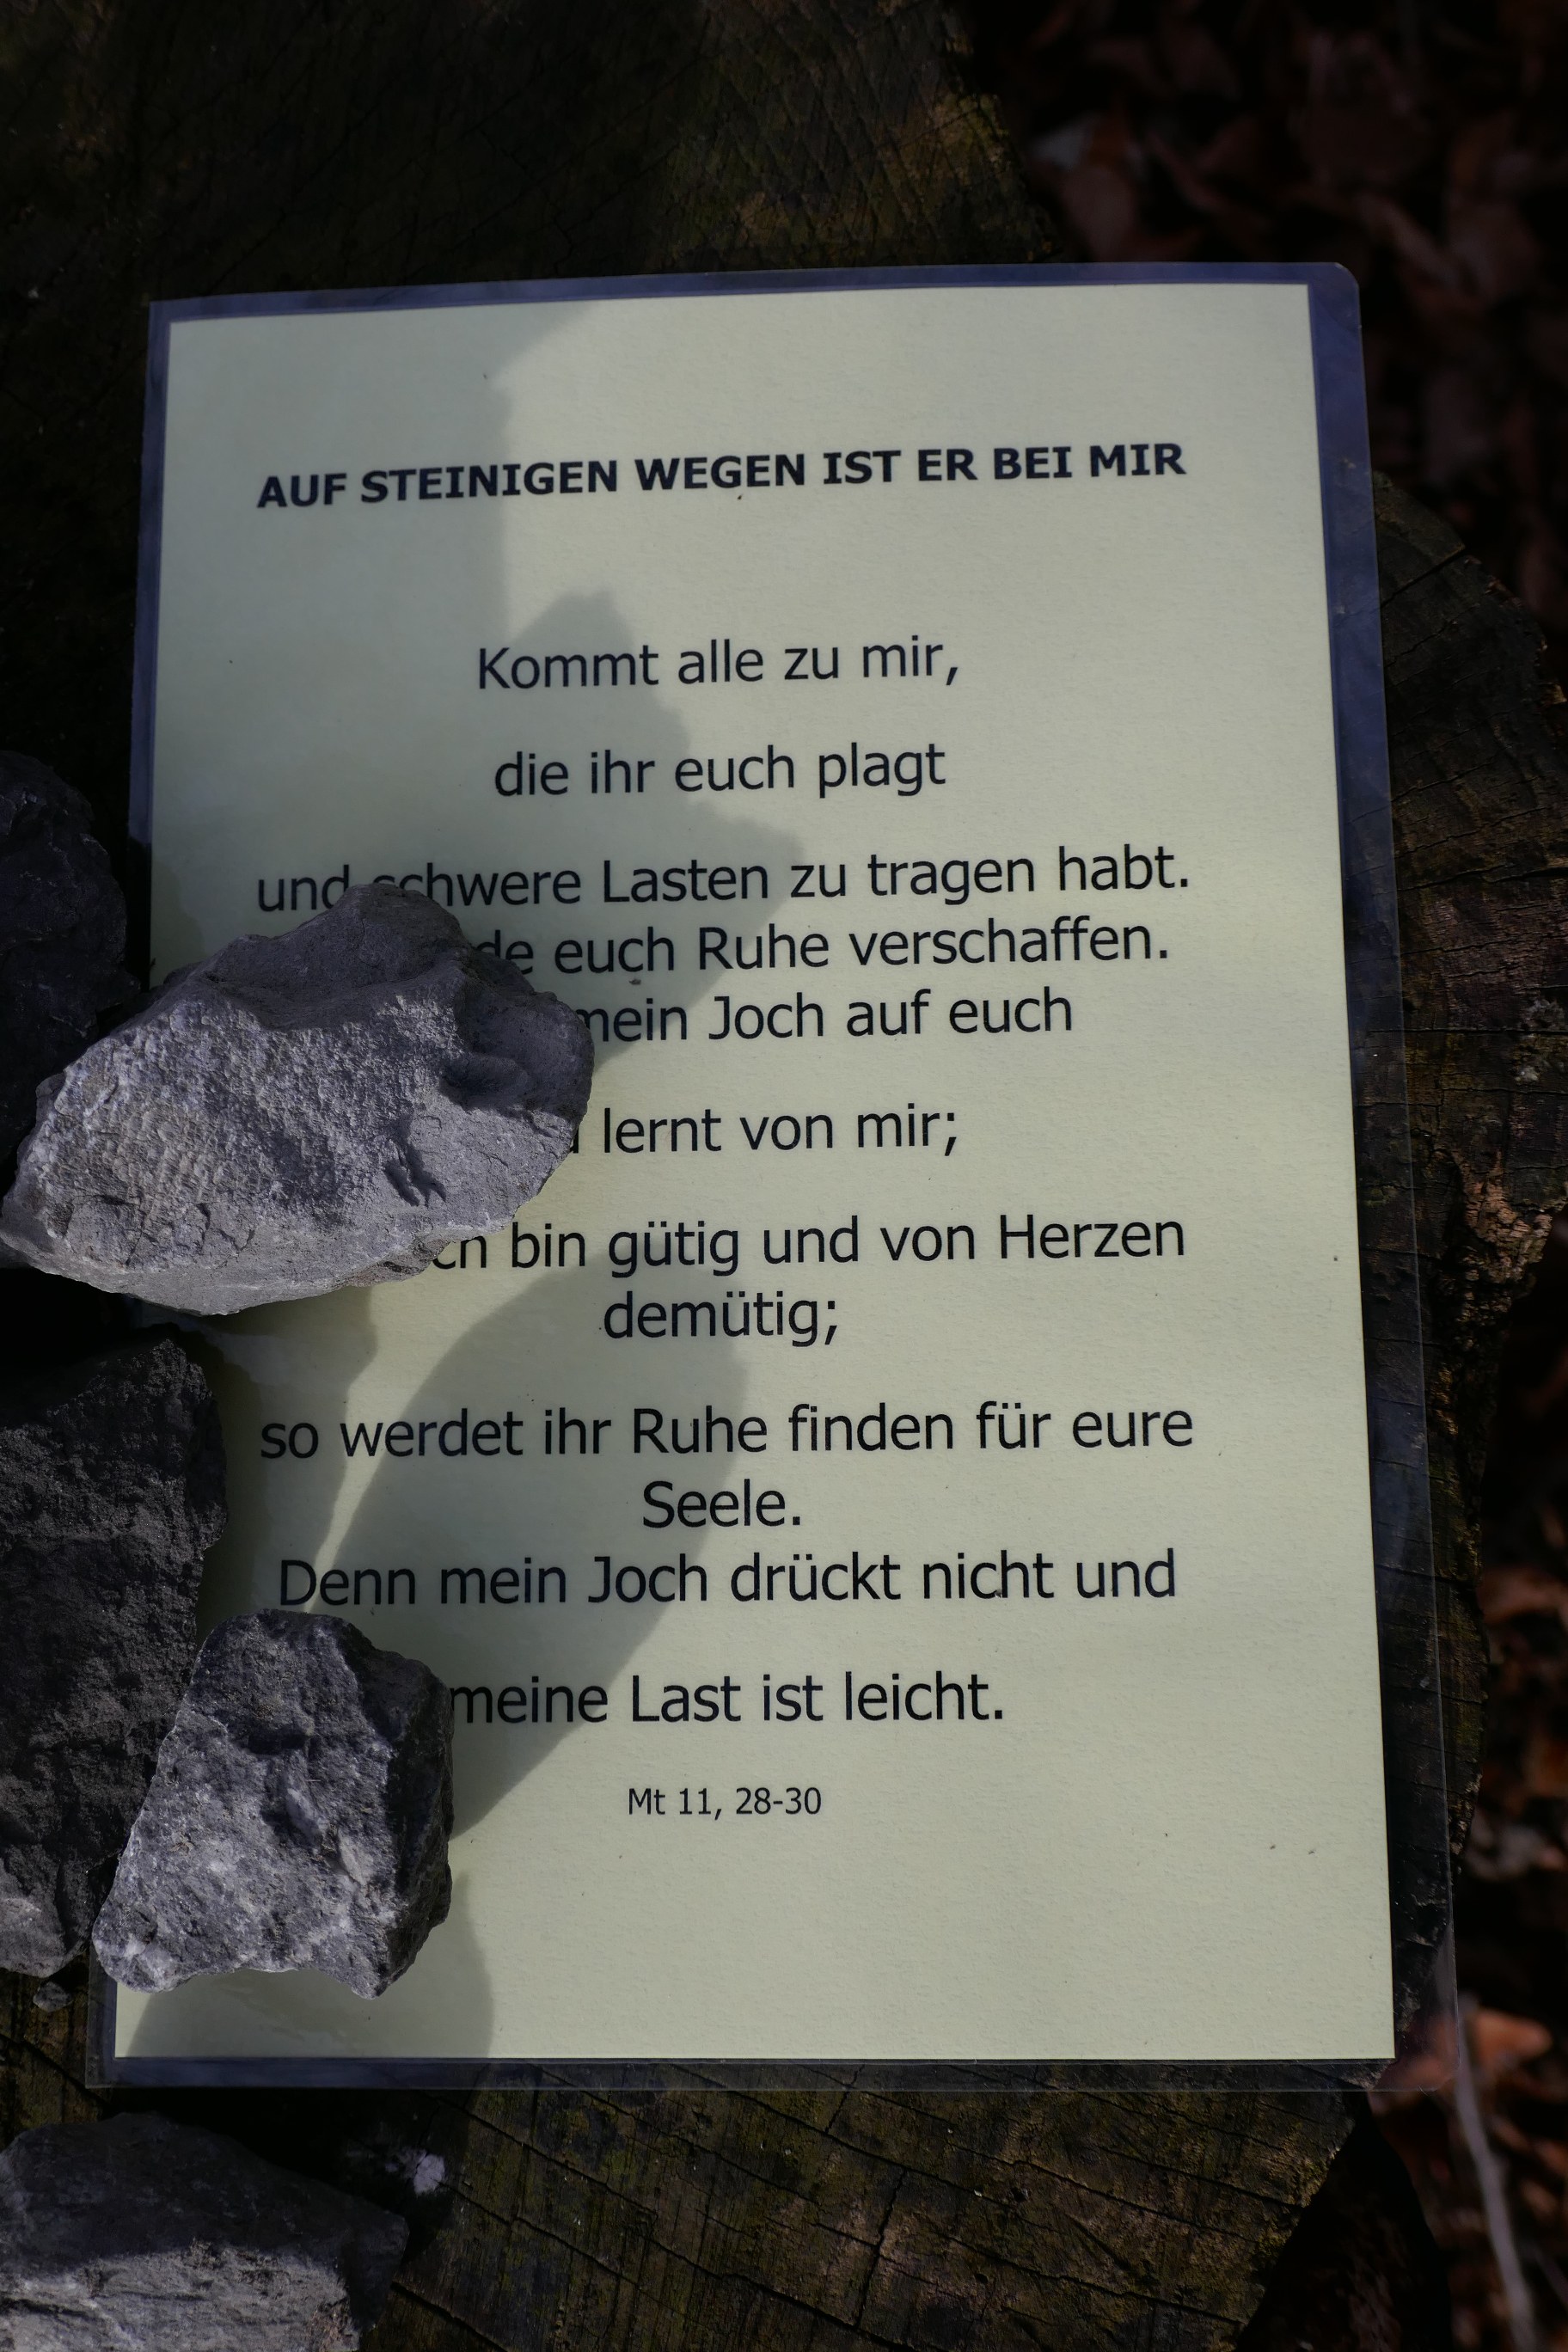 AUF STEINIGEN WEGEN IST ER BEI MIR
Kommt alle zu mir,
die ihr euch plagt
und schwere Lasten zu tragen habt.
euch Ruhe verschaffen.
mein Joch auf euch
lernt von mir;
bin gütig und von Herzen
demütig;
so werdet ihr Ruhe finden für eure
Seele.
Denn mein Joch drückt nicht und
meine Last ist leicht.
Mt 11, 28-30